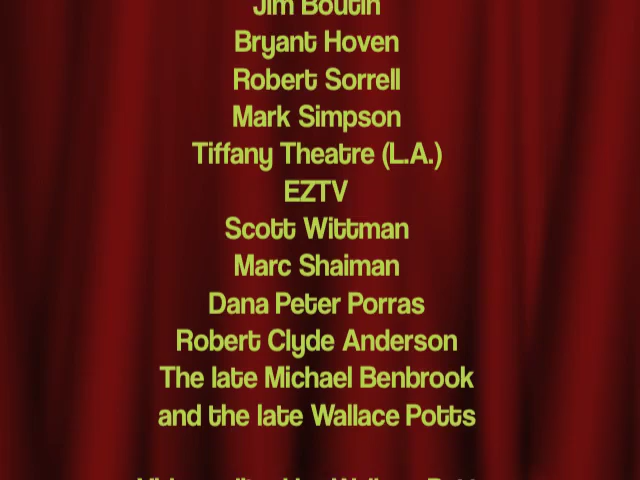 Jim Boutin
Bryant Hoven
Robert Sorrell
Mark Simpson
Tiffany Theatre (L.A.)
EZTV
Scott Wittman
Marc Shaiman
Dana Peter Porras
Robert Clyde Anderson
The late Michael Benbrook
and the late Wallace Potts